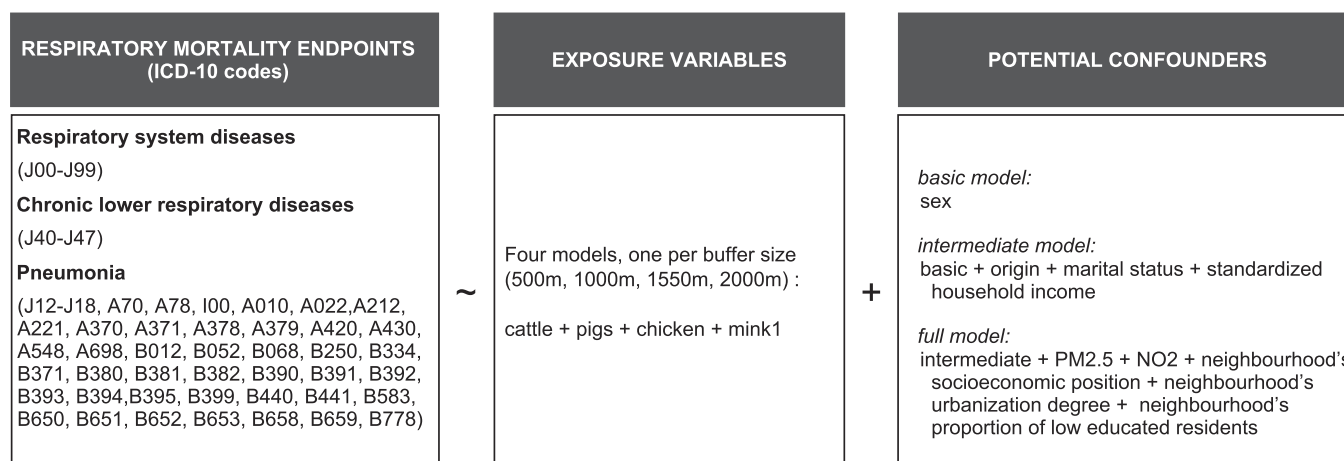 RESPIRATORY MORTALITY ENDPOINTS
(ICD-10 codes)
Respiratory system diseases
(J00-J99)
Chronic lower respiratory diseases
(J40-J47)
Pneumonia
(J12-J18, A70, A78, I00, A010, A022,A212,
A221, A370, A371, A378, A379, A420, A430,
A548, A698, B012, B052, B068, B250, B334,
B371, B380, B381, B382, B390, B391, B392,
B393, B394,B395, B399, B440, B441, B583,
B650, B651, B652, B653, B658, B659, B778)
~
EXPOSURE VARIABLES
Four models, one per buffer size
(500m, 1000m, 1550m, 2000m) :
cattle + pigs + chicken + mink1
+
POTENTIAL CONFOUNDERS
basic model:
sex
intermediate model:
basic + origin + marital status + standardized
household income
full model:
intermediate + PM2.5 + NO2 + neighbourhood's
socioeconomic position + neighbourhood's
urbanization degree + neighbourhood's
proportion of low educated residents